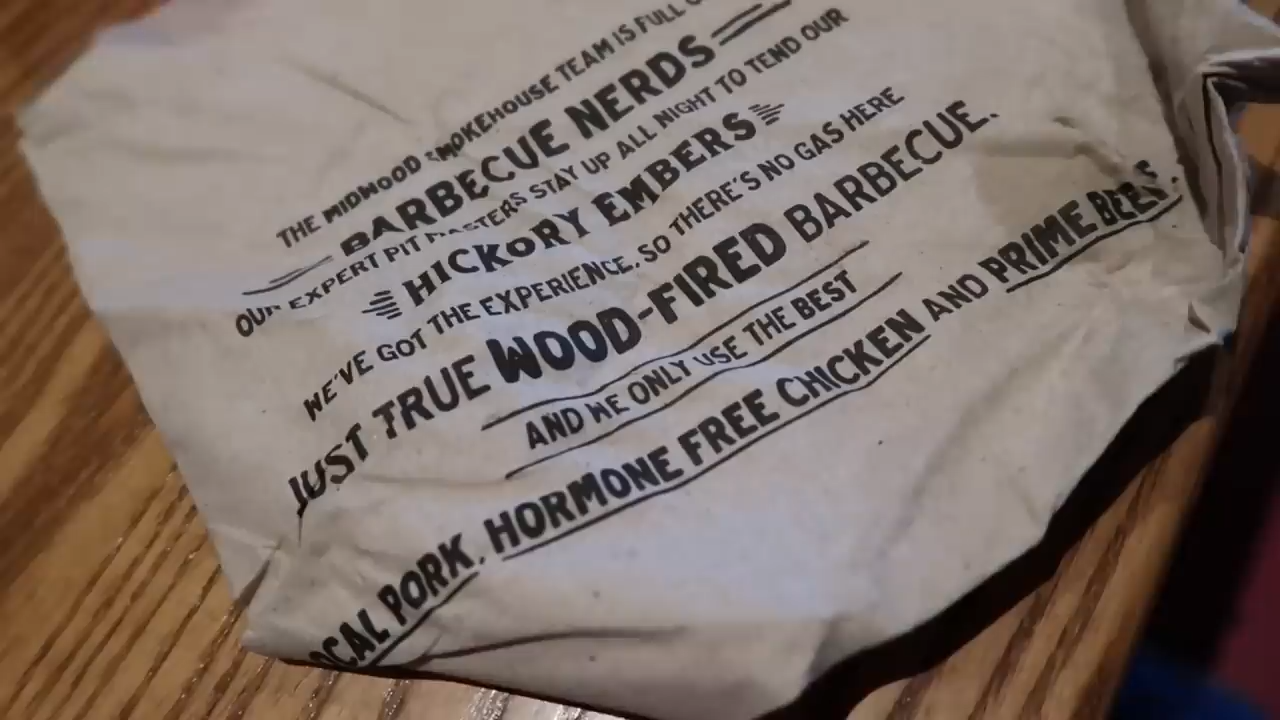 THE MIDWOOD SMOKEHOUSE TEAM IS FULL
BARBECUE NERDS
OUR EXPERT PIT MASTERS STAY UP ALL NIGHT TO TEND OUR
HICKORY EMBERS
WE'VE GOT THE EXPERIENCE, SO THERE'S NO GAS HERE
JUST TRUE WOOD-FIRED BARBECUE.
AND WE ONLY USE THE BEST
OCAL PORK, HORMONE FREE CHICKEN AND PRIME BEEF.